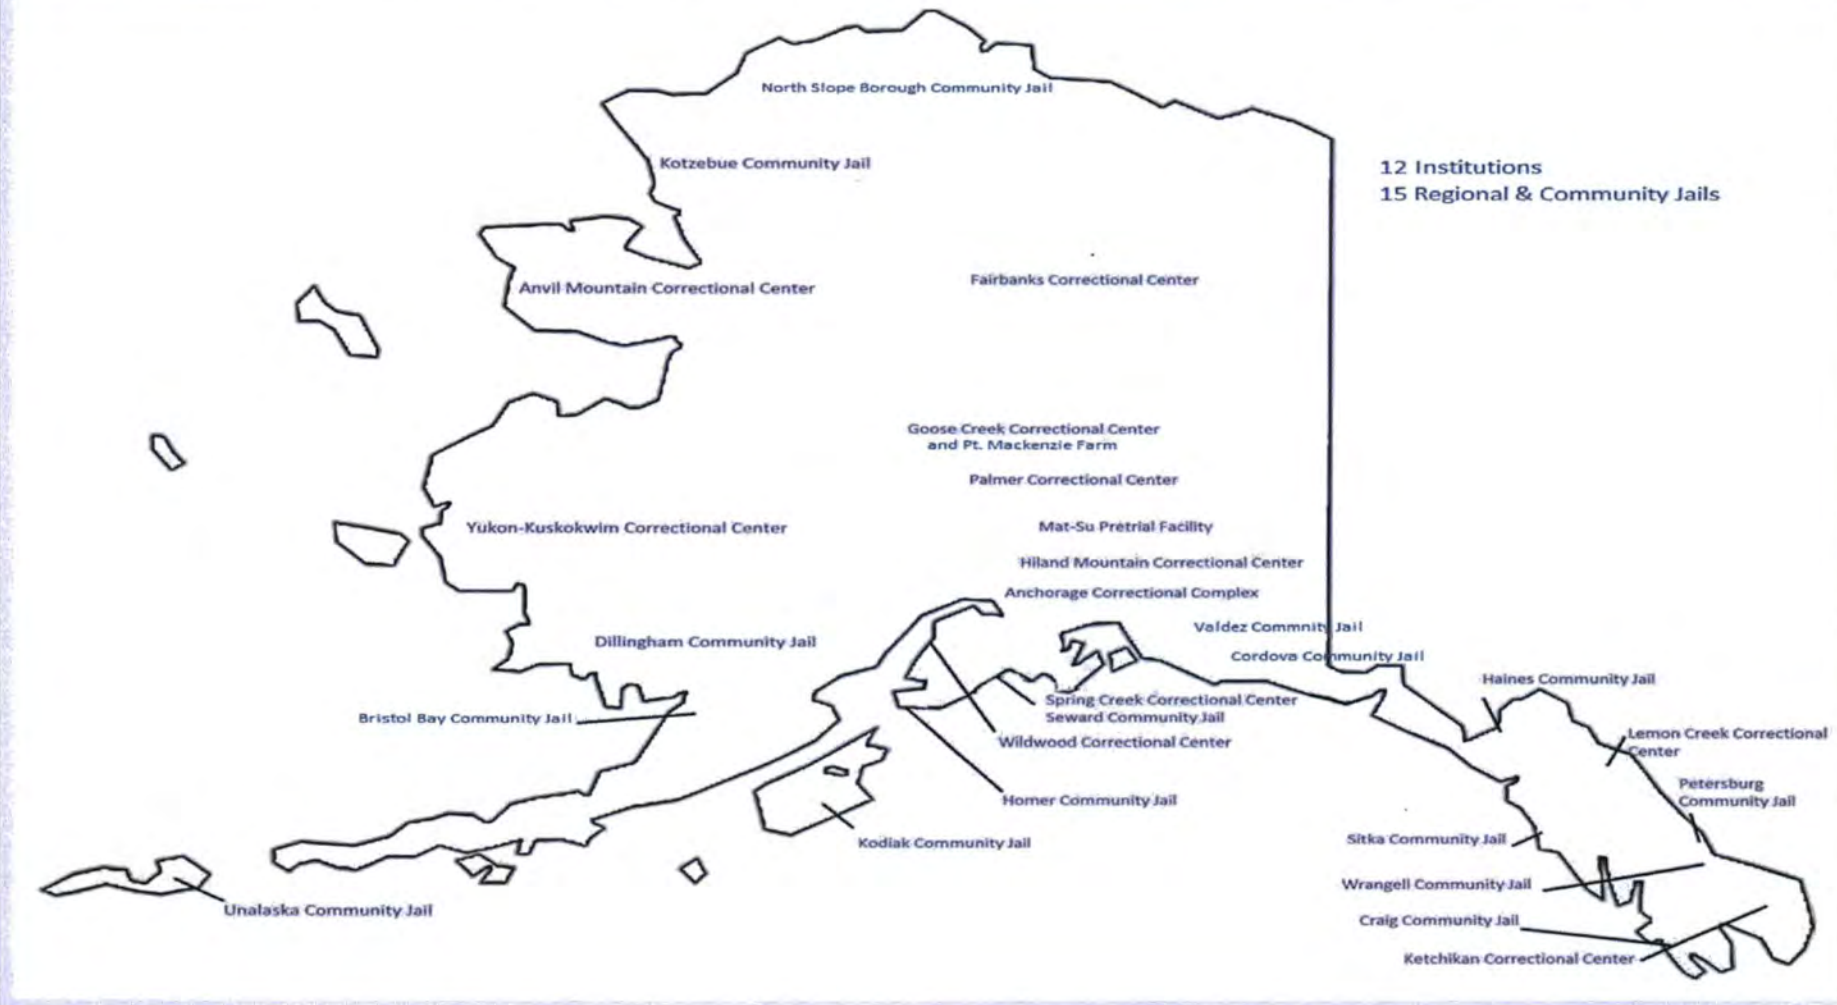 North Slope Borough Community Jail
Kotzebue Community Jail
12 Institutions
15 Regional & Community Jails
Anvil Mountain Correctional Center
Fairbanks Correctional Center
Goose Creek Correctional Center
and Pt. Mackenzie Farm
Palmer Correctional Center
Yukon-Kuskokwim Correctional Center
Mat-Su Pretrial Facility
Hiland Mountain Correctional Center
Anchorage Correctional Complex
Valdez Commnity Jail
Dillingham Community Jail
Cordova Community Jail
Haines Community Jail
Spring Creek Correctional Center
Seward Community Jail
Bristol Bay Community Jail
Wildwood Correctional Center
Lemon Creek Correctional
Center
Petersburg
Community Jail
Homer Community Jail
Kodiak Community Jail
Sitka Community Jail
Wrangell Community Jail
Unalaska Community Jail
Craig Community Jail
Ketchikan Correctional Center